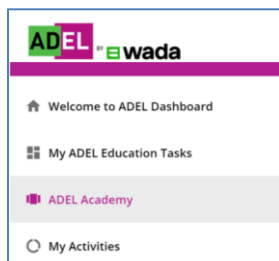 ADEL BY wada
Welcome to ADEL Dashboard
My ADEL Education Tasks
ADEL Academy
My Activities